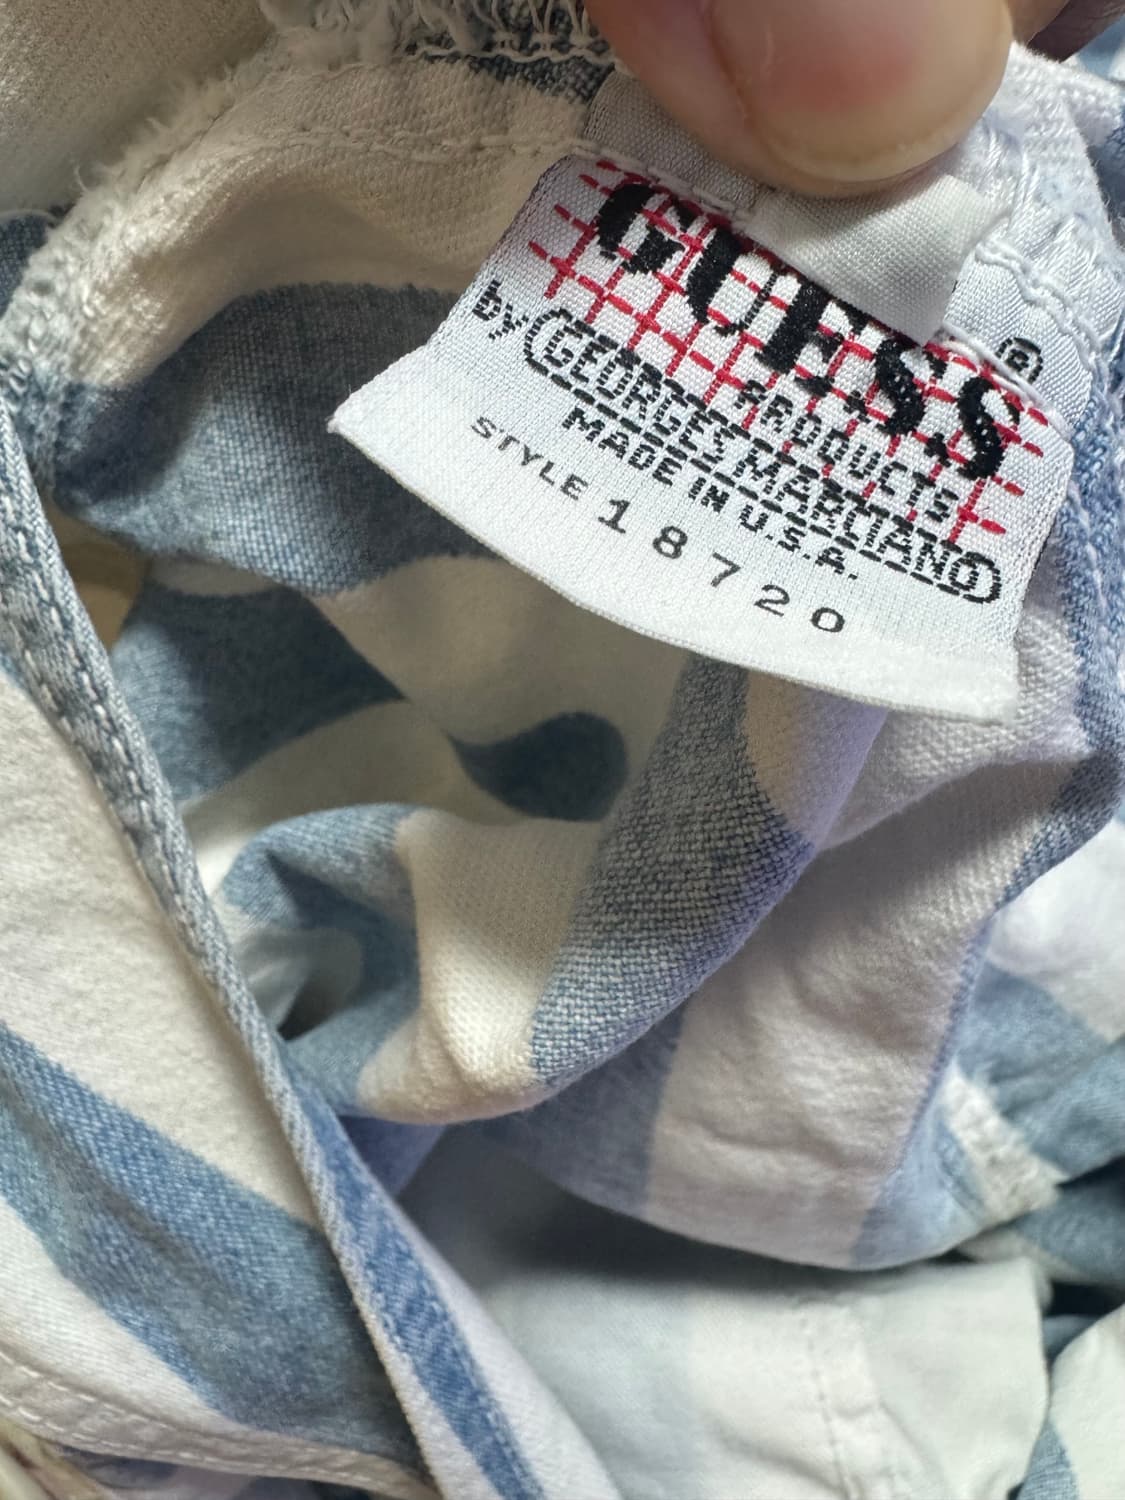 GUESS ®
PRODUCTS
by (GEORGES MARCIANO)
MADE IN U.S.A.
STYLE 18720